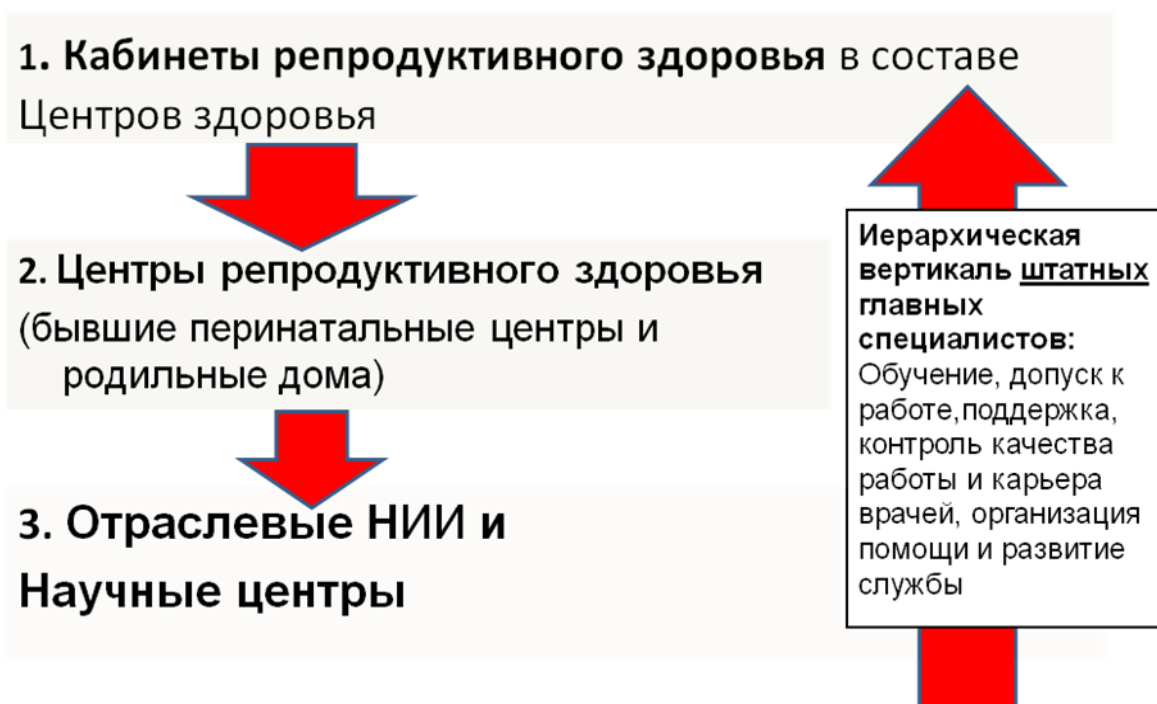 1. Кабинеты репродуктивного здоровья в составе
Центров здоровья
2. Центры репродуктивного здоровья
(бывшие перинатальные центры и
родильные дома)
3. Отраслевые НИИ и
Научные центры
Иерархическая
вертикаль штатных
главных
специалистов:
Обучение, допуск к
работе,поддержка,
контроль качества
работы и карьера
врачей, организация
помощи и развитие
службы